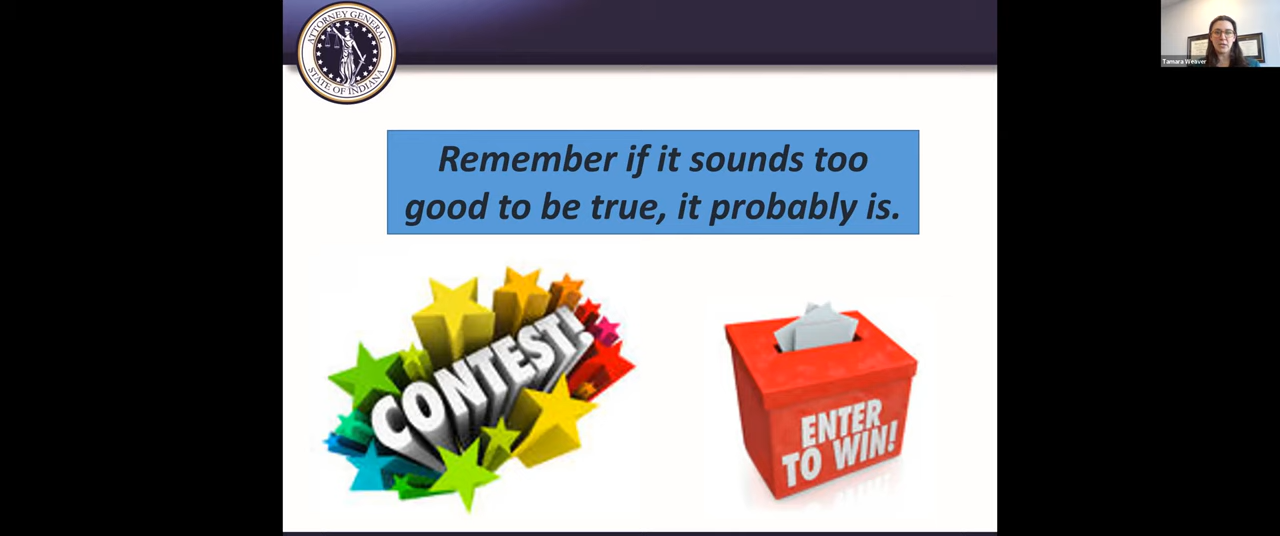 ATTORNEY GENERAL
STATE OF INDIANA
Tamara Weaver
Remember if it sounds too
good to be true, it probably is.
CONTEST!
ENTER
TO WIN!